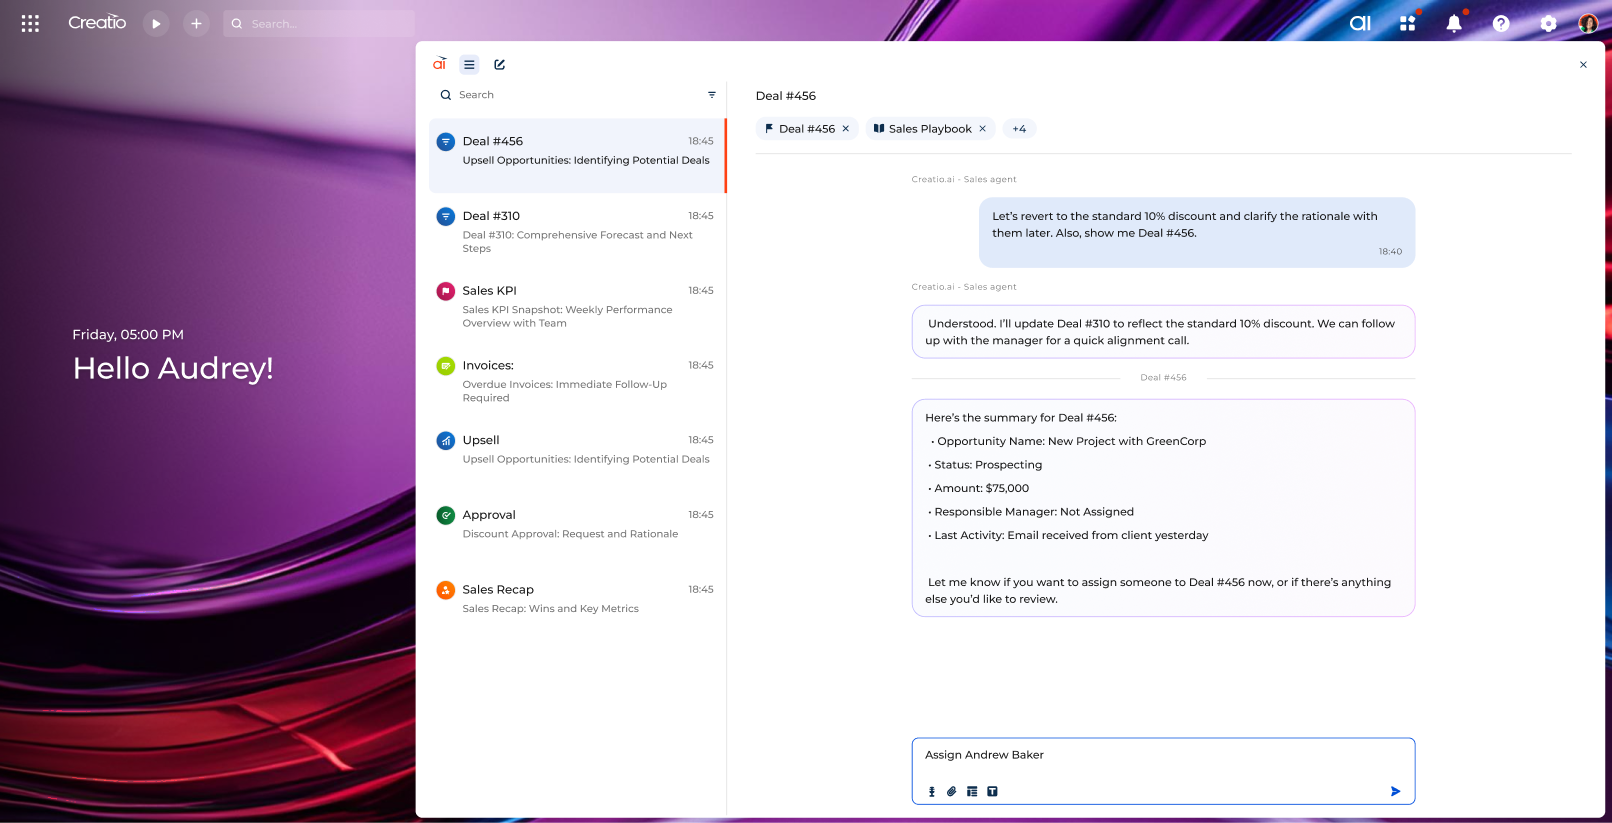 Creatio
Search...
ai
Friday, 05:00 PM
Hello Audrey!
ai
Search
Deal #456
18:45
Upsell Opportunities: Identifying Potential Deals
Deal #310
18:45
Deal #310: Comprehensive Forecast and Next
Steps
Sales KPI
18:45
Sales KPI Snapshot: Weekly Performance
Overview with Team
Invoices:
18:45
Overdue Invoices: Immediate Follow-Up
Required
Upsell
18:45
Upsell Opportunities: Identifying Potential Deals
Approval
18:45
Discount Approval: Request and Rationale
Sales Recap
18:45
Sales Recap: Wins and Key Metrics
Deal #456
Deal #456
Sales Playbook
+4
Creatio.ai - Sales agent
Let’s revert to the standard 10% discount and clarify the rationale with
them later. Also, show me Deal #456.
18:40
Creatio.ai - Sales agent
Understood. I’ll update Deal #310 to reflect the standard 10% discount. We can follow
up with the manager for a quick alignment call.
Deal #456
Here’s the summary for Deal #456:
• Opportunity Name: New Project with GreenCorp
• Status: Prospecting
• Amount: $75,000
• Responsible Manager: Not Assigned
• Last Activity: Email received from client yesterday
Let me know if you want to assign someone to Deal #456 now, or if there’s anything
else you’d like to review.
Assign Andrew Baker